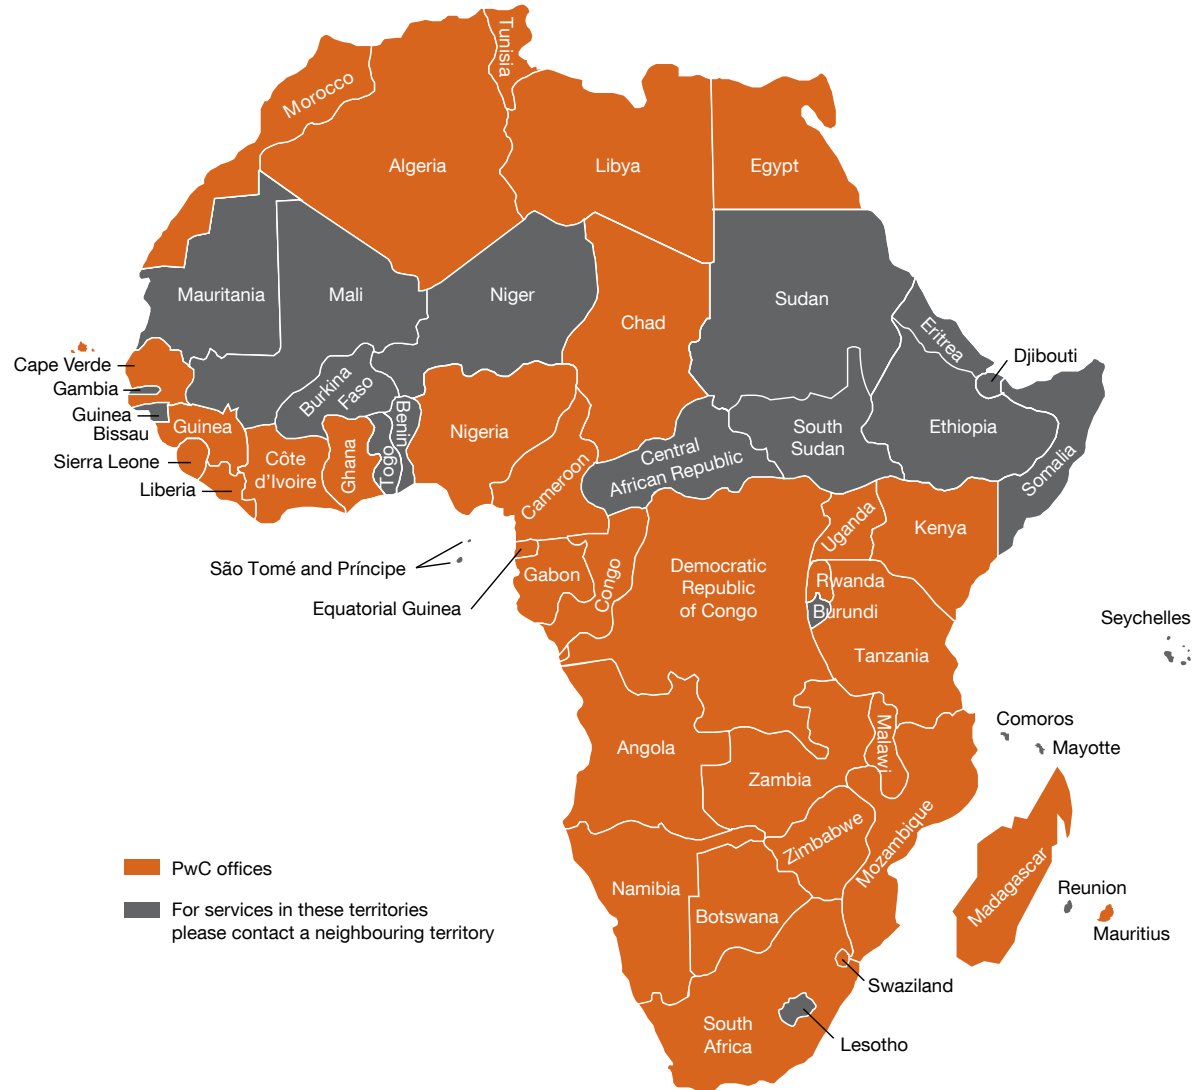 Tunisia
Morocco
Algeria
Libya
Egypt
Mauritania
Mali
Niger
Chad
Sudan
Eritrea
Djibouti
Cape Verde
Gambia
Guinea
Bissau
Guinea
Sierra Leone
Liberia
Côte
d'Ivoire
Burkina
Faso
Ghana
Togo
Benin
Nigeria
Cameroon
Central
African Republic
South
Sudan
Ethiopia
Somalia
São Tomé and Príncipe
Equatorial Guinea
Gabon
Congo
Democratic
Republic
of Congo
Uganda
Kenya
Rwanda
Burundi
Tanzania
Seychelles
Comoros
Mayotte
Angola
Zambia
Malawi
Mozambique
Zimbabwe
Namibia
Botswana
Madagascar
Reunion
Mauritius
Swaziland
South
Africa
Lesotho
PwC offices
For services in these territories
please contact a neighbouring territory